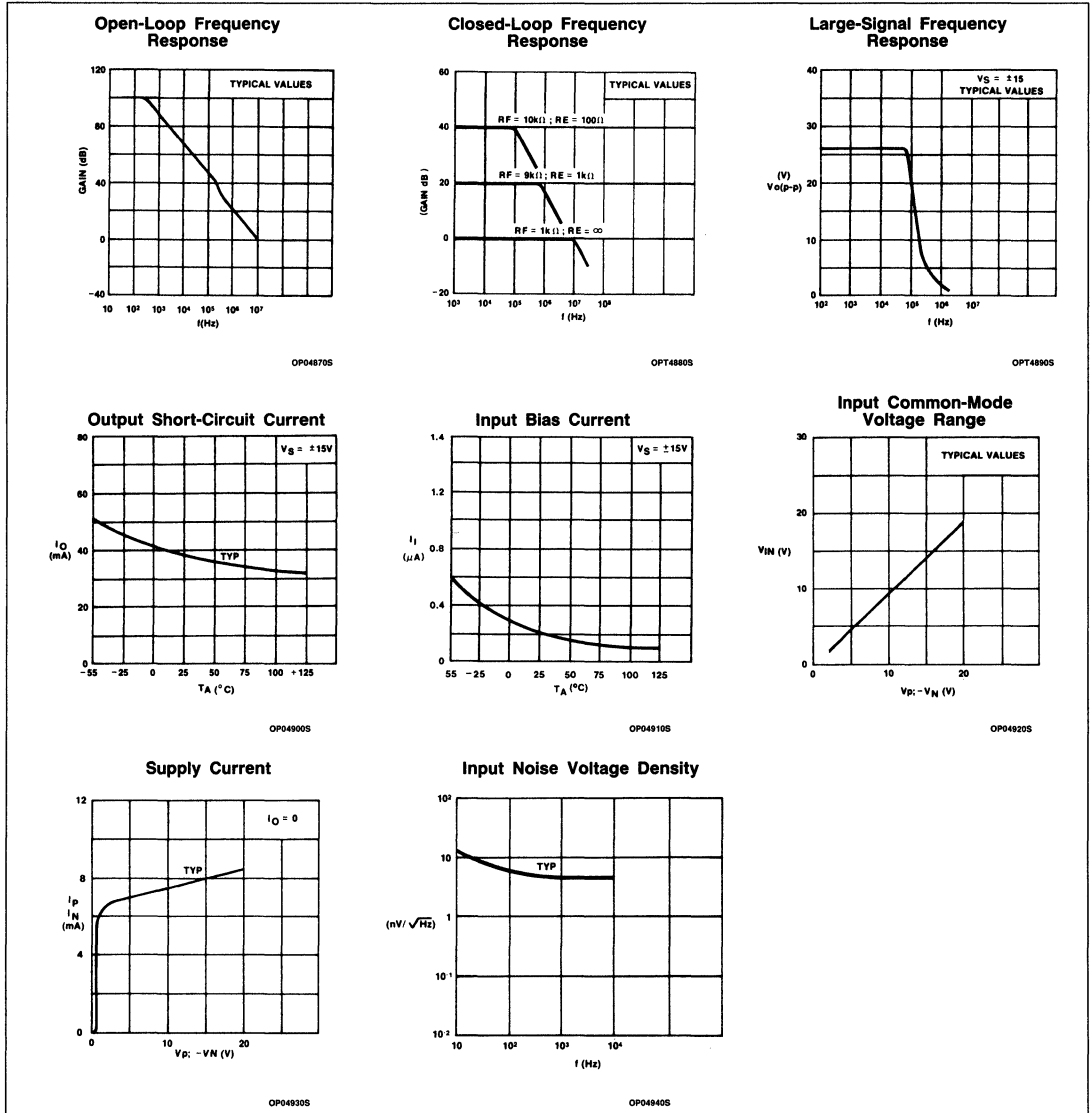 Open-Loop Frequency
Response
TYPICAL VALUES
GAIN (dB)
120
80
60
40
0
-40
10 10² 10³ 10⁴ 10⁵ 10⁶ 10⁷
f(Hz)
OP04870S
Closed-Loop Frequency
Response
TYPICAL VALUES
(GAIN dB)
60
40
20
0
-20
RF = 10kΩ ; RE = 100Ω
RF = 9kΩ ; RE = 1kΩ
RF = 1kΩ ; RE = ∞
10³ 10⁴ 10⁵ 10⁶ 10⁷ 10⁸
f (Hz)
OPT4880S
Large-Signal Frequency
Response
VS = ±15
TYPICAL VALUES
(V)
Vo(p-p)
40
30
20
10
0
10² 10³ 10⁴ 10⁵ 10⁶ 10⁷
f (Hz)
OPT4890S
Output Short-Circuit Current
VS = ±15V
IO
(mA)
80
60
40
20
0
TYP
-55 -25 0 25 50 75 100 +125
TA (°C)
OP04900S
Input Bias Current
VS = ±15V
II
(µA)
1.4
1.2
0.8
0.4
0
55 -25 0 25 50 75 100 125
TA (°C)
OP04910S
Input Common-Mode
Voltage Range
TYPICAL VALUES
VIN (V)
30
20
10
0
0 10 20
Vp; -VN (V)
OP04920S
Supply Current
IO = 0
IP
IN
(mA)
12
8
4
0
TYP
0 10 20
Vp; -VN (V)
OP04930S
Input Noise Voltage Density
(nV/ √Hz)
10²
10
1
10⁻¹
10⁻²
TYP
10 10² 10³ 10⁴
f (Hz)
OP04940S